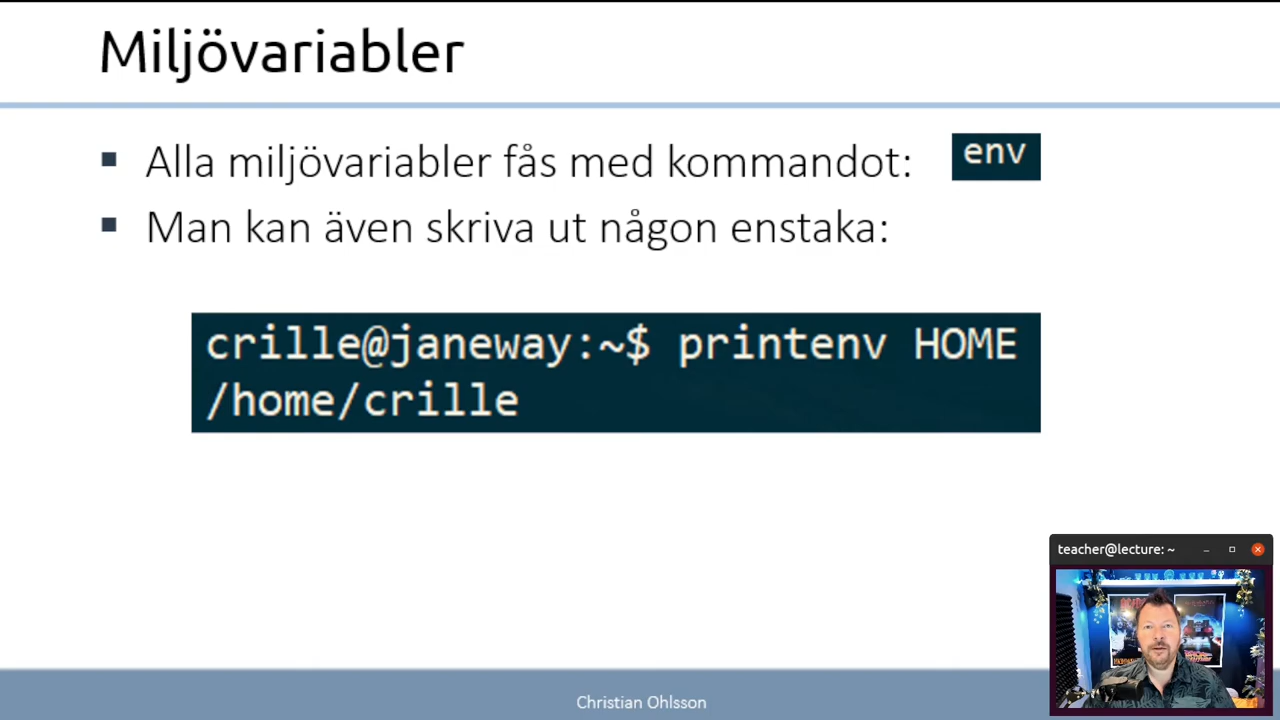 Miljövariabler
Alla miljövariabler fås med kommandot: env
Man kan även skriva ut någon enstaka:
crille@janeway:~$ printenv HOME
/home/crille
teacher@lecture: ~
Christian Ohlsson